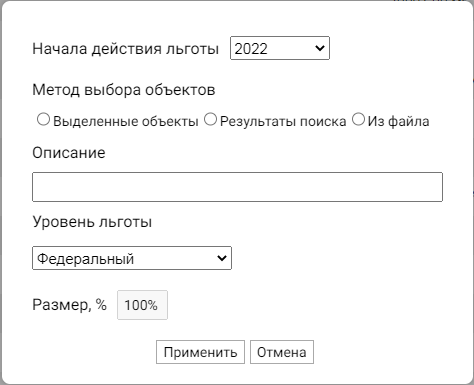 Начала действия льготы 2022
Метод выбора объектов
Выделенные объекты Результаты поиска Из файла
Описание
Уровень льготы
Федеральный
Размер, % 100%
Применить Отмена